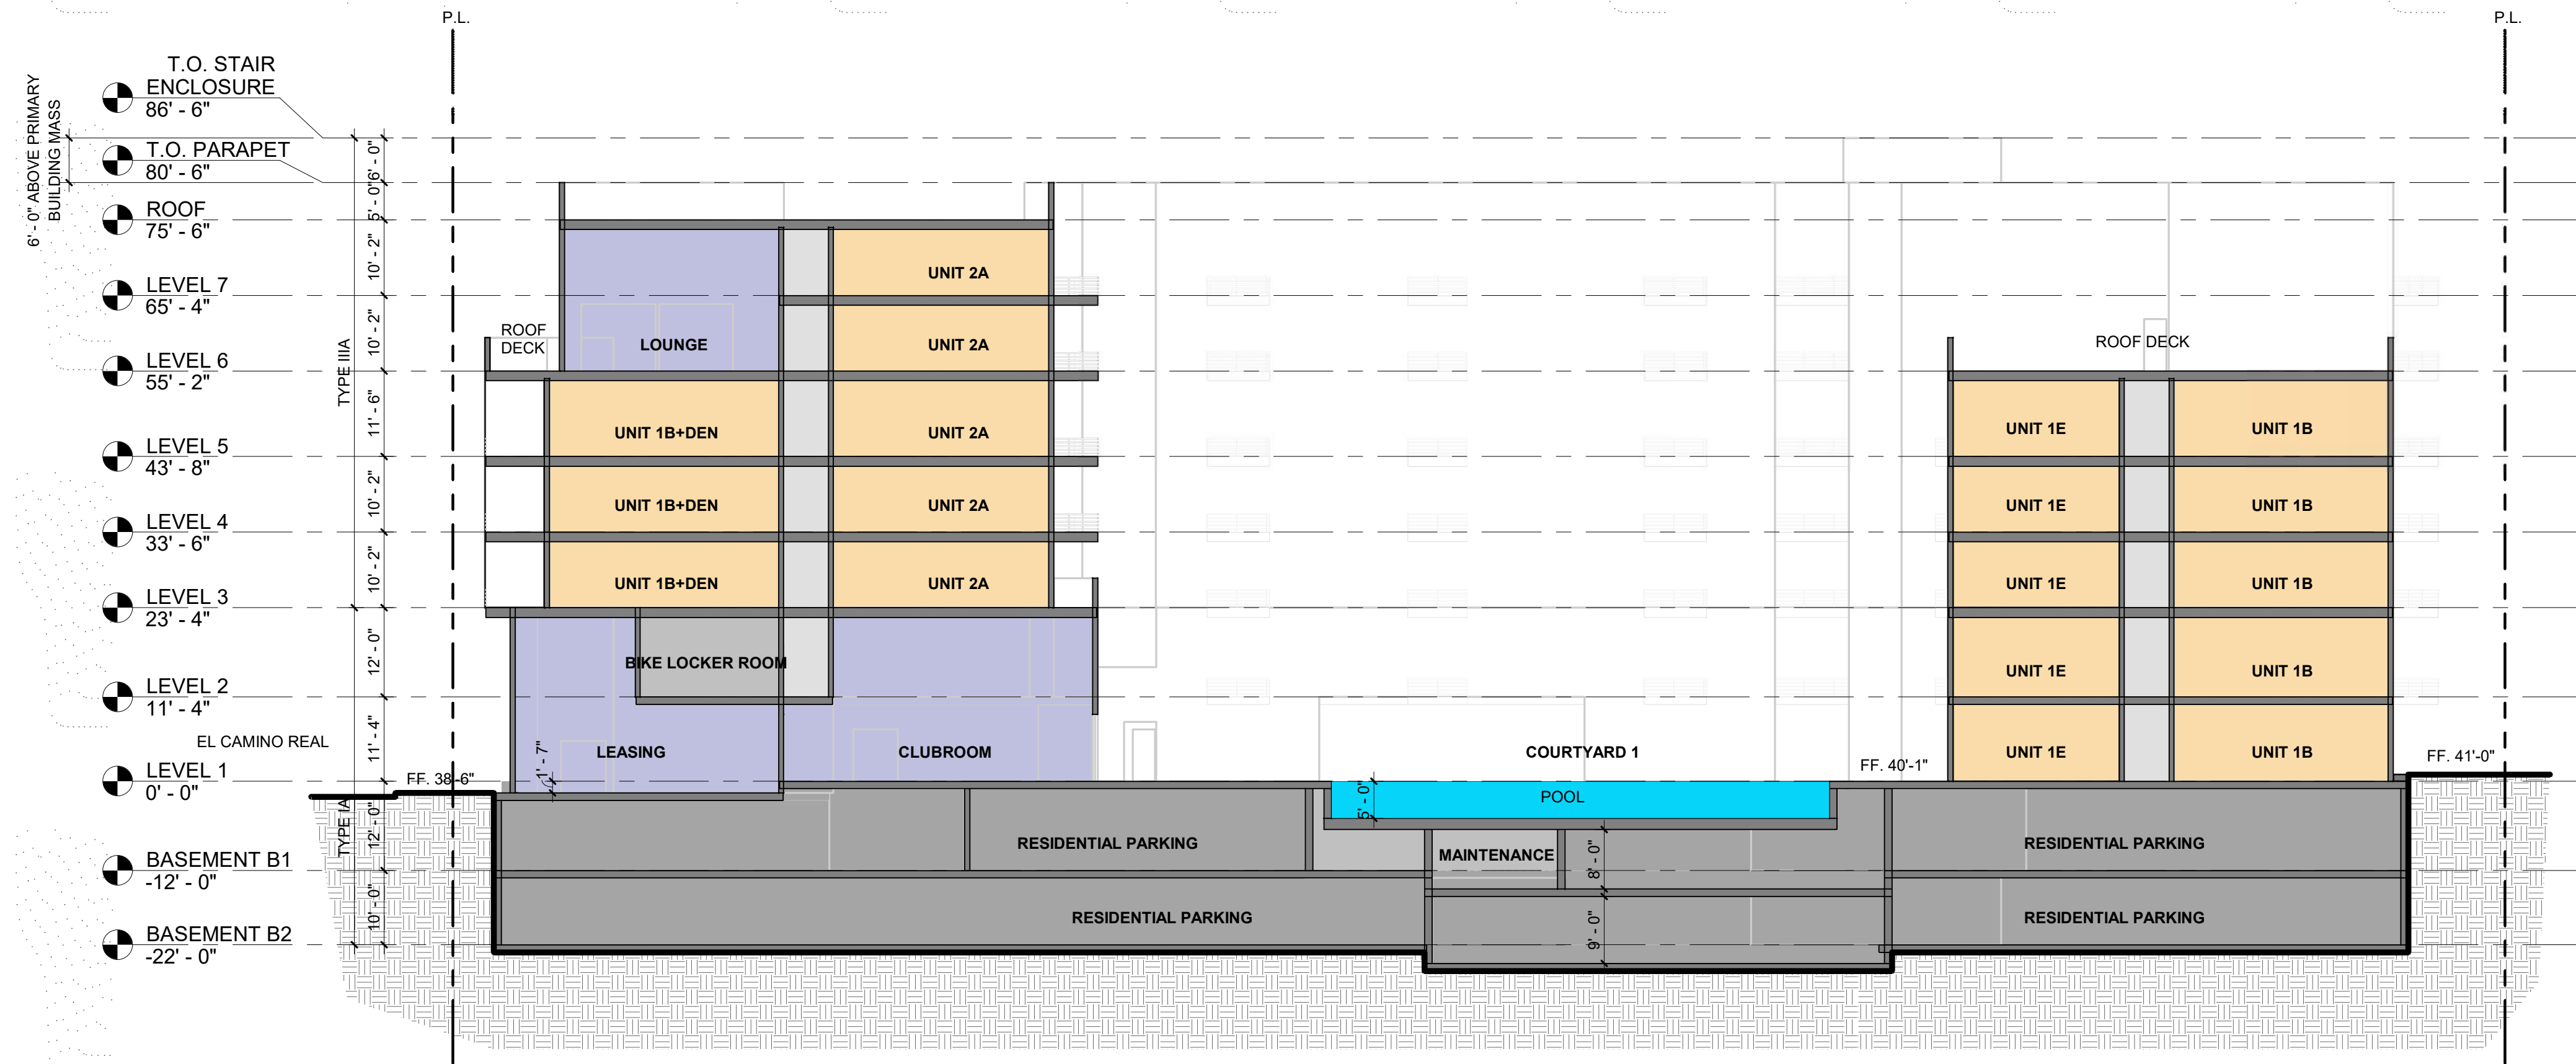 P.L.
P.L.
T.O. STAIR
ENCLOSURE
86' - 6"
6' - 0" ABOVE PRIMARY
BUILDING MASS
T.O. PARAPET
80' - 6"
6' - 0"
5' - 0"
ROOF
75' - 6"
10' - 2"
UNIT 2A
LEVEL 7
65' - 4"
10' - 2"
ROOF
DECK
LOUNGE
UNIT 2A
ROOF DECK
LEVEL 6
55' - 2"
TYPE IIIA
11' - 6"
UNIT 1B+DEN
UNIT 2A
UNIT 1E
UNIT 1B
LEVEL 5
43' - 8"
10' - 2"
UNIT 1B+DEN
UNIT 2A
UNIT 1E
UNIT 1B
LEVEL 4
33' - 6"
10' - 2"
UNIT 1B+DEN
UNIT 2A
UNIT 1E
UNIT 1B
LEVEL 3
23' - 4"
12' - 0"
BIKE LOCKER ROOM
UNIT 1E
UNIT 1B
LEVEL 2
11' - 4"
EL CAMINO REAL
11' - 4"
LEASING
CLUBROOM
COURTYARD 1
UNIT 1E
UNIT 1B
FF. 40'-1"
FF. 41'-0"
LEVEL 1
0' - 0"
FF. 38'-6"
1' - 7"
5' - 0"
POOL
TYPE IA
12' - 0"
RESIDENTIAL PARKING
MAINTENANCE
8' - 0"
RESIDENTIAL PARKING
BASEMENT B1
-12' - 0"
10' - 0"
RESIDENTIAL PARKING
9' - 0"
RESIDENTIAL PARKING
BASEMENT B2
-22' - 0"